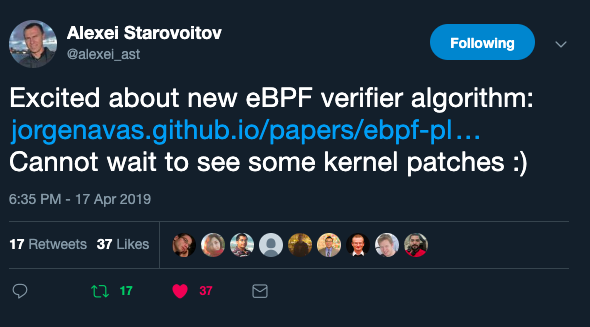 Alexei Starovoitov
@alexei_ast
Following
Excited about new eBPF verifier algorithm:
jorgenavas.github.io/papers/ebpf-pl...
Cannot wait to see some kernel patches :)
6:35 PM - 17 Apr 2019
17 Retweets 37 Likes
17 37